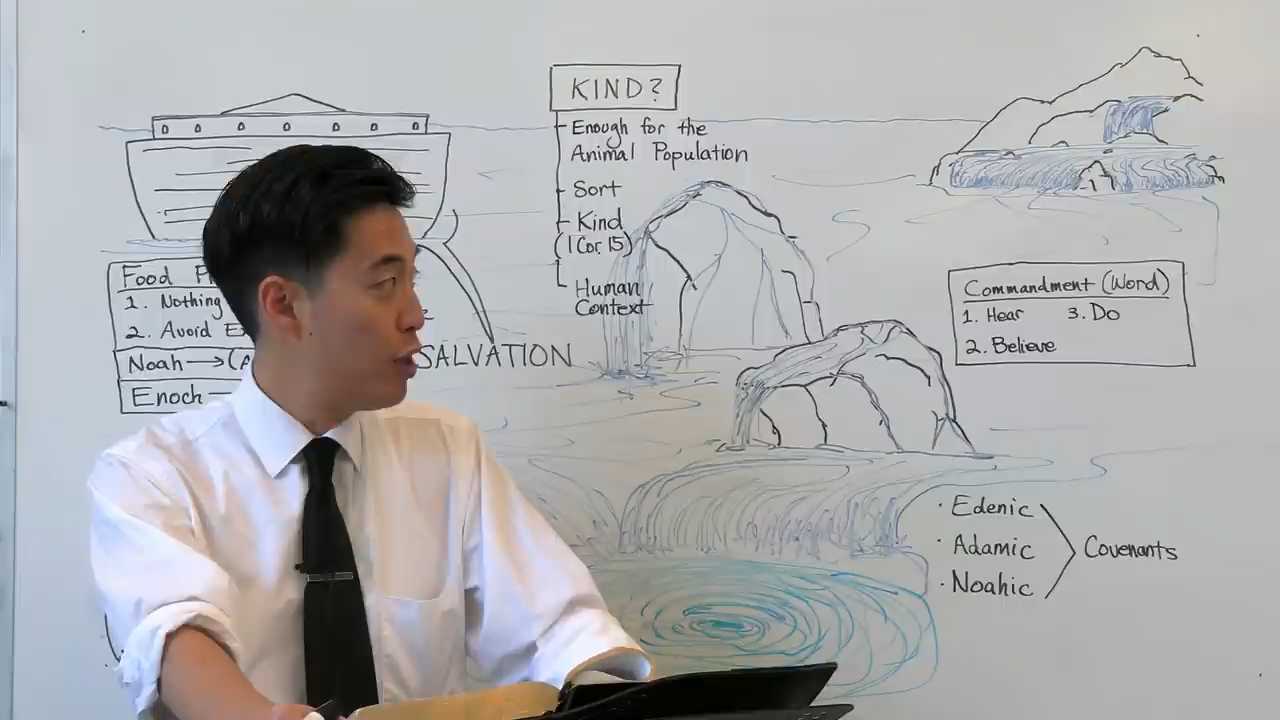 KIND?
Enough for the
Animal Population
Sort
Kind
(1 Cor. 15)
Human
Context
Food
1. Nothing
2. Avoid
Noah →
Enoch
SALVATION
Commandment (Word)
1. Hear 3. Do
2. Believe
· Edenic
· Adamic
· Noahic
Covenants